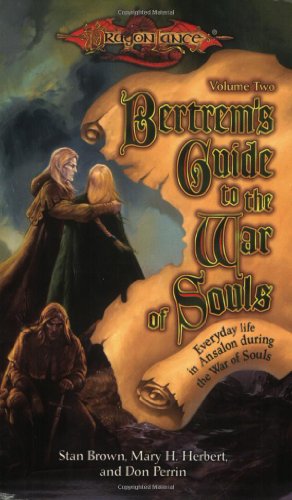 DRAGONLANCE®
Volume Two
Bertrem's
Guide
to the
War
of Souls
Everyday life
in Ansalon during
the War of Souls
Stan Brown, Mary H. Herbert,
and Don Perrin